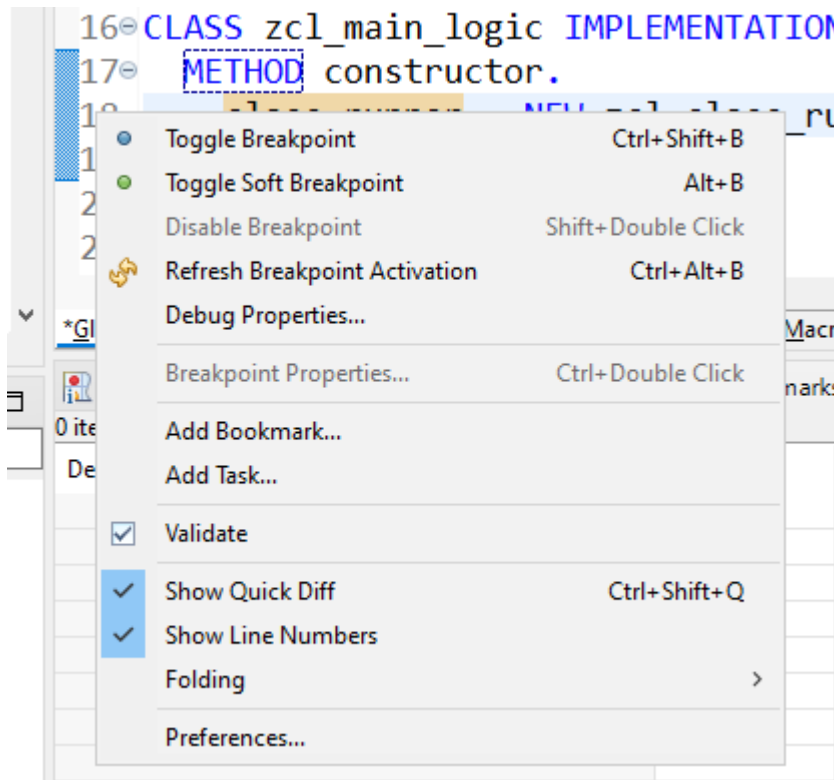 16 CLASS zcl_main_logic IMPLEMENTATION
17 METHOD constructor.
Toggle Breakpoint Ctrl+Shift+B
Toggle Soft Breakpoint Alt+B
Disable Breakpoint Shift+Double Click
Refresh Breakpoint Activation Ctrl+Alt+B
Debug Properties...
Breakpoint Properties... Ctrl+Double Click
Add Bookmark...
Add Task...
Validate
Show Quick Diff Ctrl+Shift+Q
Show Line Numbers
Folding
Preferences...